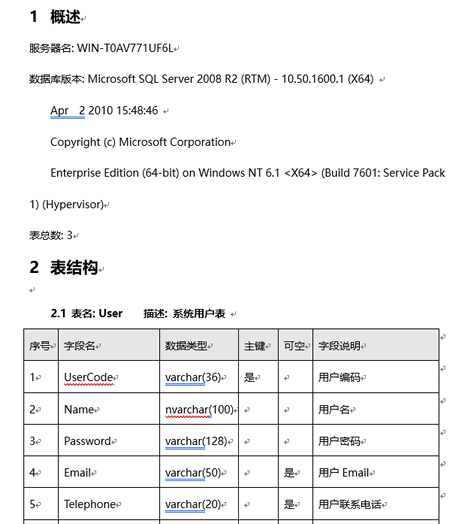 1 概述
服务器名: WIN-T0AV771UF6L
数据库版本: Microsoft SQL Server 2008 R2 (RTM) - 10.50.1600.1 (X64)
Apr 2 2010 15:48:46
Copyright (c) Microsoft Corporation
Enterprise Edition (64-bit) on Windows NT 6.1 <X64> (Build 7601: Service Pack
1) (Hypervisor)
表总数: 3
2 表结构
2.1 表名: User 描述: 系统用户表
序号 字段名 数据类型 主键 可空 字段说明
1 UserCode varchar(36) 是 用户编码
2 Name nvarchar(100) 用户名
3 Password varchar(128) 用户密码
4 Email varchar(50) 是 用户 Email
5 Telephone varchar(20) 是 用户联系电话